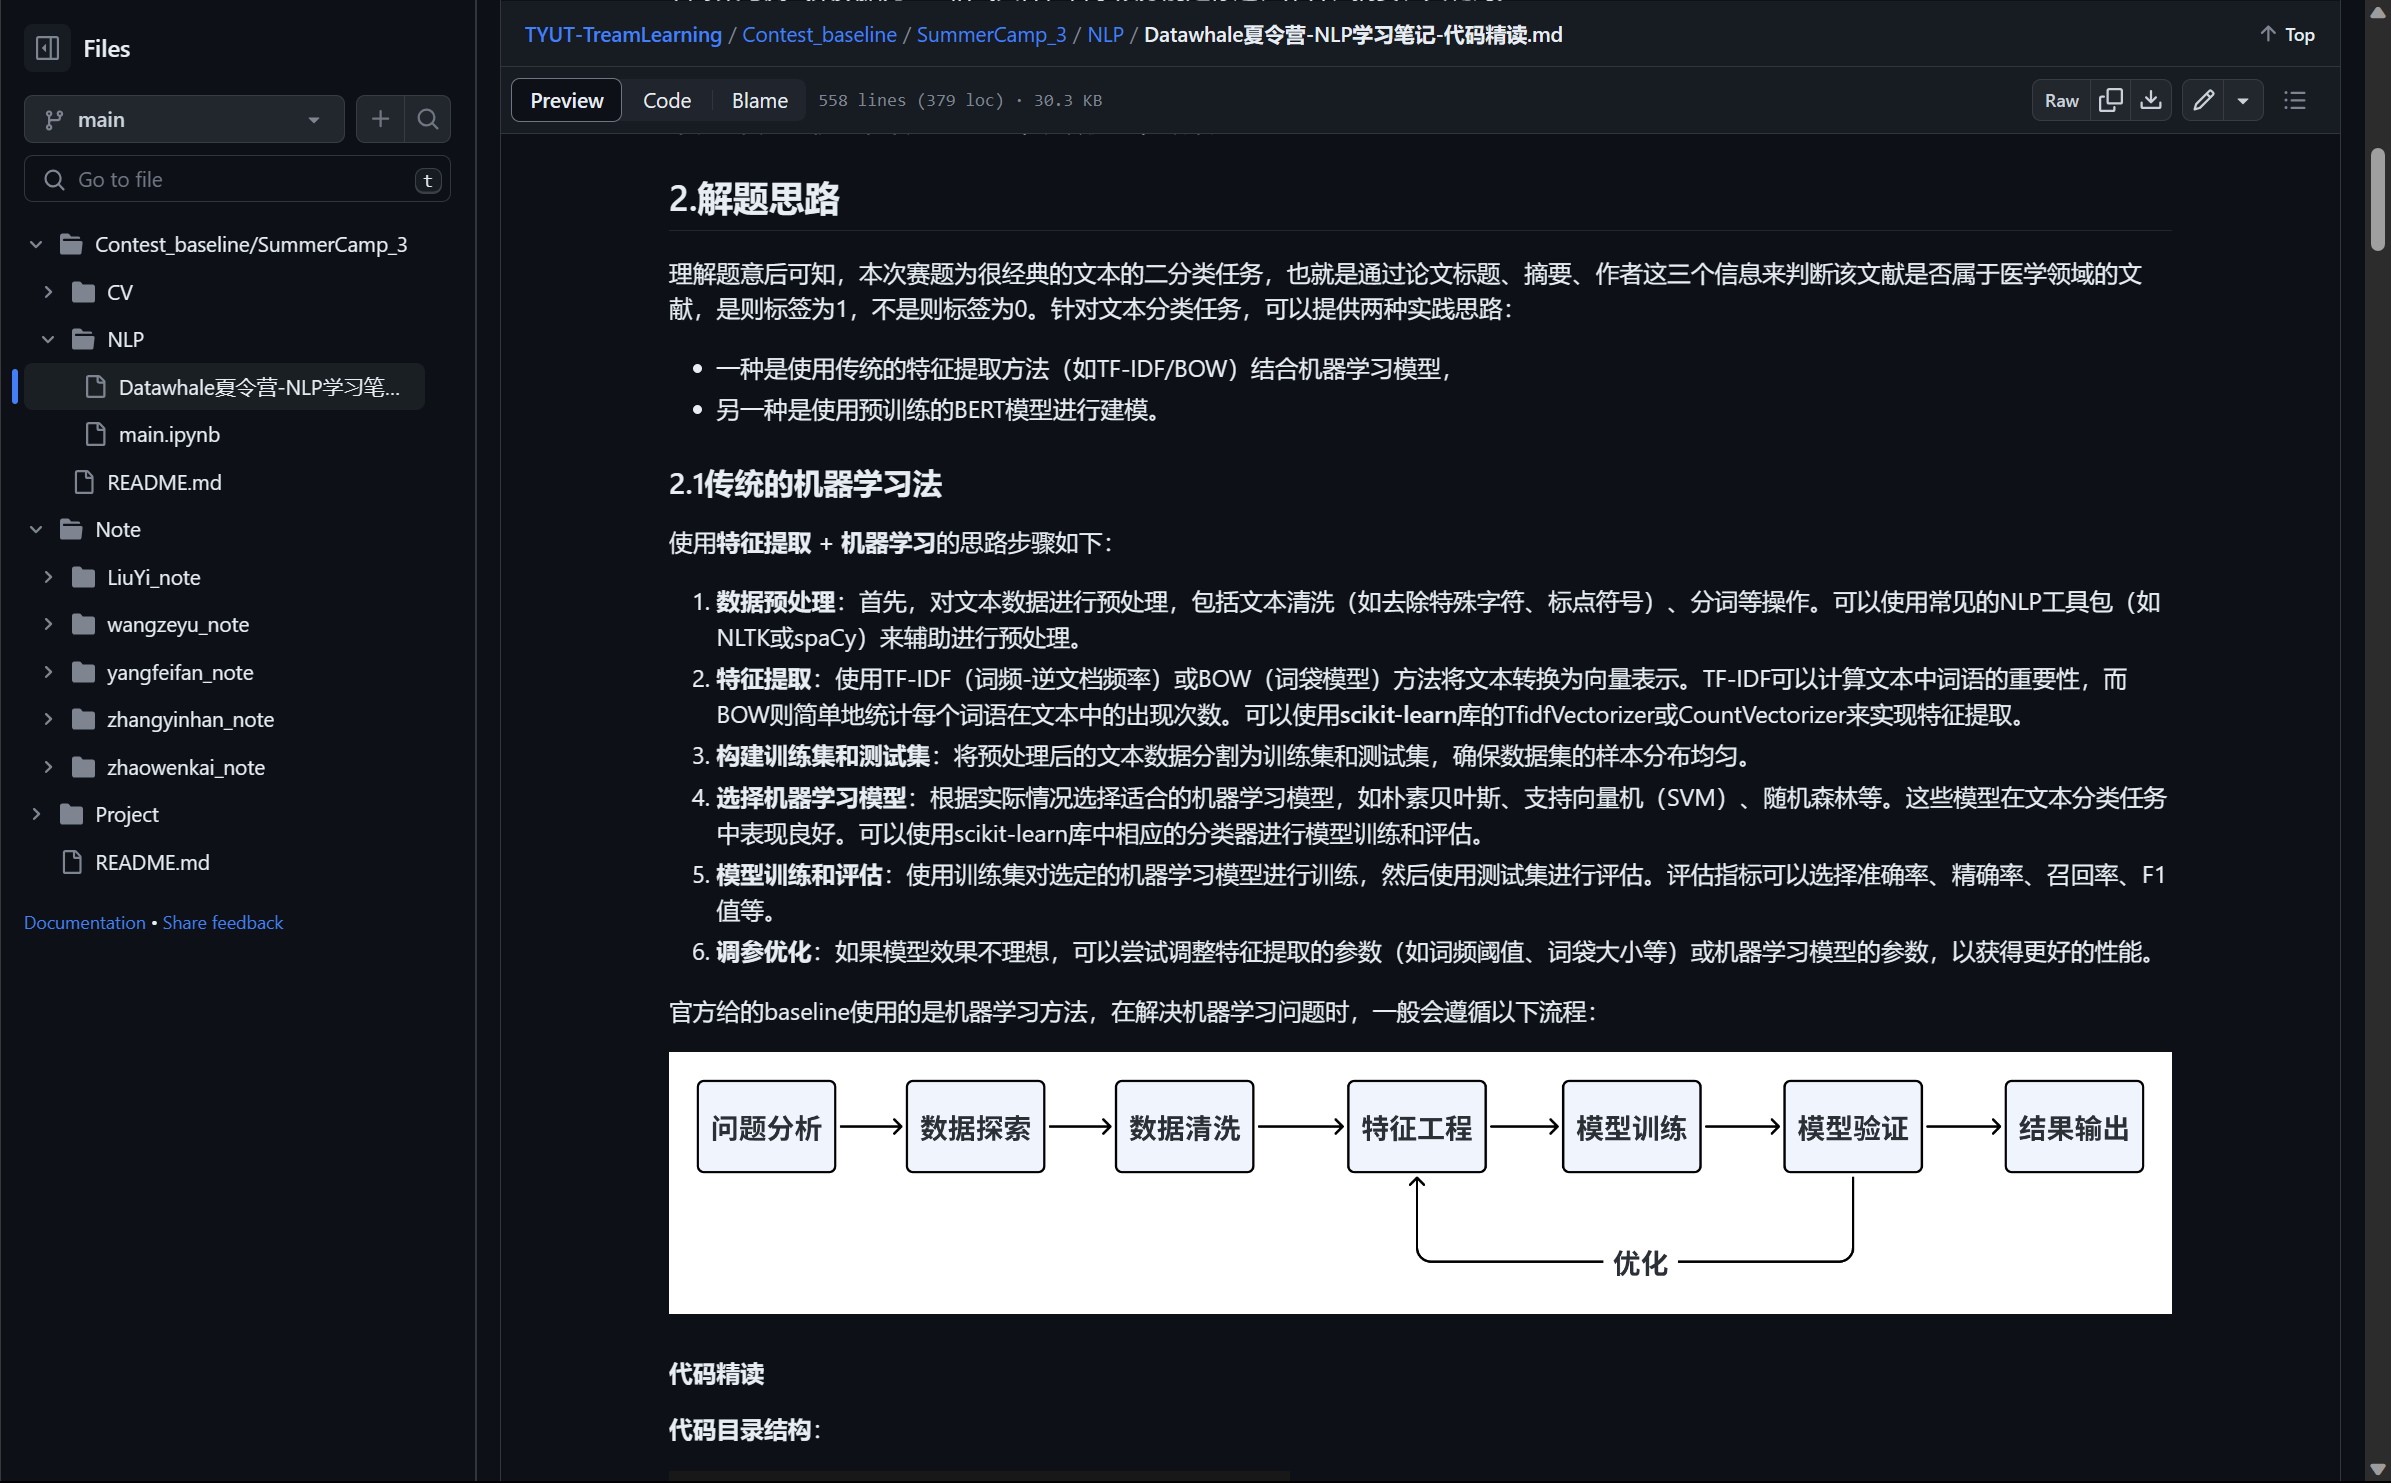 Files
main
Go to file
t
Contest_baseline/SummerCamp_3
CV
NLP
Datawhale夏令营-NLP学习笔...
main.ipynb
README.md
Note
LiuYi_note
wangzeyu_note
yangfeifan_note
zhangyinhan_note
zhaowenkai_note
Project
README.md
Documentation • Share feedback
TYUT-TreamLearning / Contest_baseline / SummerCamp_3 / NLP / Datawhale夏令营-NLP学习笔记-代码精读.md
Top
Preview Code Blame 558 lines (379 loc) · 30.3 KB
Raw
2.解题思路
理解题意后可知，本次赛题为很经典的文本的二分类任务，也就是通过论文标题、摘要、作者这三个信息来判断该文献是否属于医学领域的文
献，是则标签为1，不是则标签为0。针对文本分类任务，可以提供两种实践思路：
• 一种是使用传统的特征提取方法（如TF-IDF/BOW）结合机器学习模型，
• 另一种是使用预训练的BERT模型进行建模。
2.1传统的机器学习法
使用特征提取 + 机器学习的思路步骤如下：
1. 数据预处理：首先，对文本数据进行预处理，包括文本清洗（如去除特殊字符、标点符号）、分词等操作。可以使用常见的NLP工具包（如
NLTK或spaCy）来辅助进行预处理。
2. 特征提取：使用TF-IDF（词频-逆文档频率）或BOW（词袋模型）方法将文本转换为向量表示。TF-IDF可以计算文本中词语的重要性，而
BOW则简单地统计每个词语在文本中的出现次数。可以使用scikit-learn库的TfidfVectorizer或CountVectorizer来实现特征提取。
3. 构建训练集和测试集：将预处理后的文本数据分割为训练集和测试集，确保数据集的样本分布均匀。
4. 选择机器学习模型：根据实际情况选择适合的机器学习模型，如朴素贝叶斯、支持向量机（SVM）、随机森林等。这些模型在文本分类任务
中表现良好。可以使用scikit-learn库中相应的分类器进行模型训练和评估。
5. 模型训练和评估：使用训练集对选定的机器学习模型进行训练，然后使用测试集进行评估。评估指标可以选择准确率、精确率、召回率、F1
值等。
6. 调参优化：如果模型效果不理想，可以尝试调整特征提取的参数（如词频阈值、词袋大小等）或机器学习模型的参数，以获得更好的性能。
官方给的baseline使用的是机器学习方法，在解决机器学习问题时，一般会遵循以下流程：
问题分析 数据探索 数据清洗 特征工程 模型训练 模型验证 结果输出
优化
代码精读
代码目录结构：